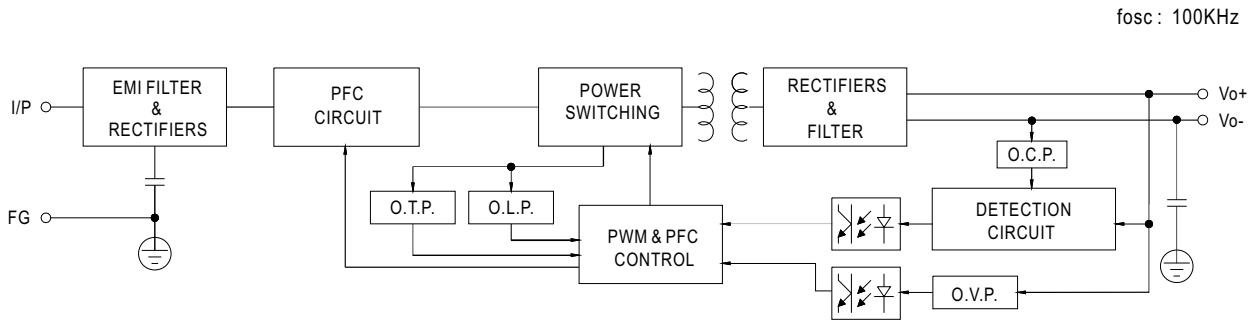 fosc : 100KHz
I/P
EMI FILTER
&
RECTIFIERS
PFC
CIRCUIT
POWER
SWITCHING
RECTIFIERS
&
FILTER
Vo+
Vo-
O.C.P.
FG
O.T.P.
O.L.P.
PWM & PFC
CONTROL
DETECTION
CIRCUIT
O.V.P.